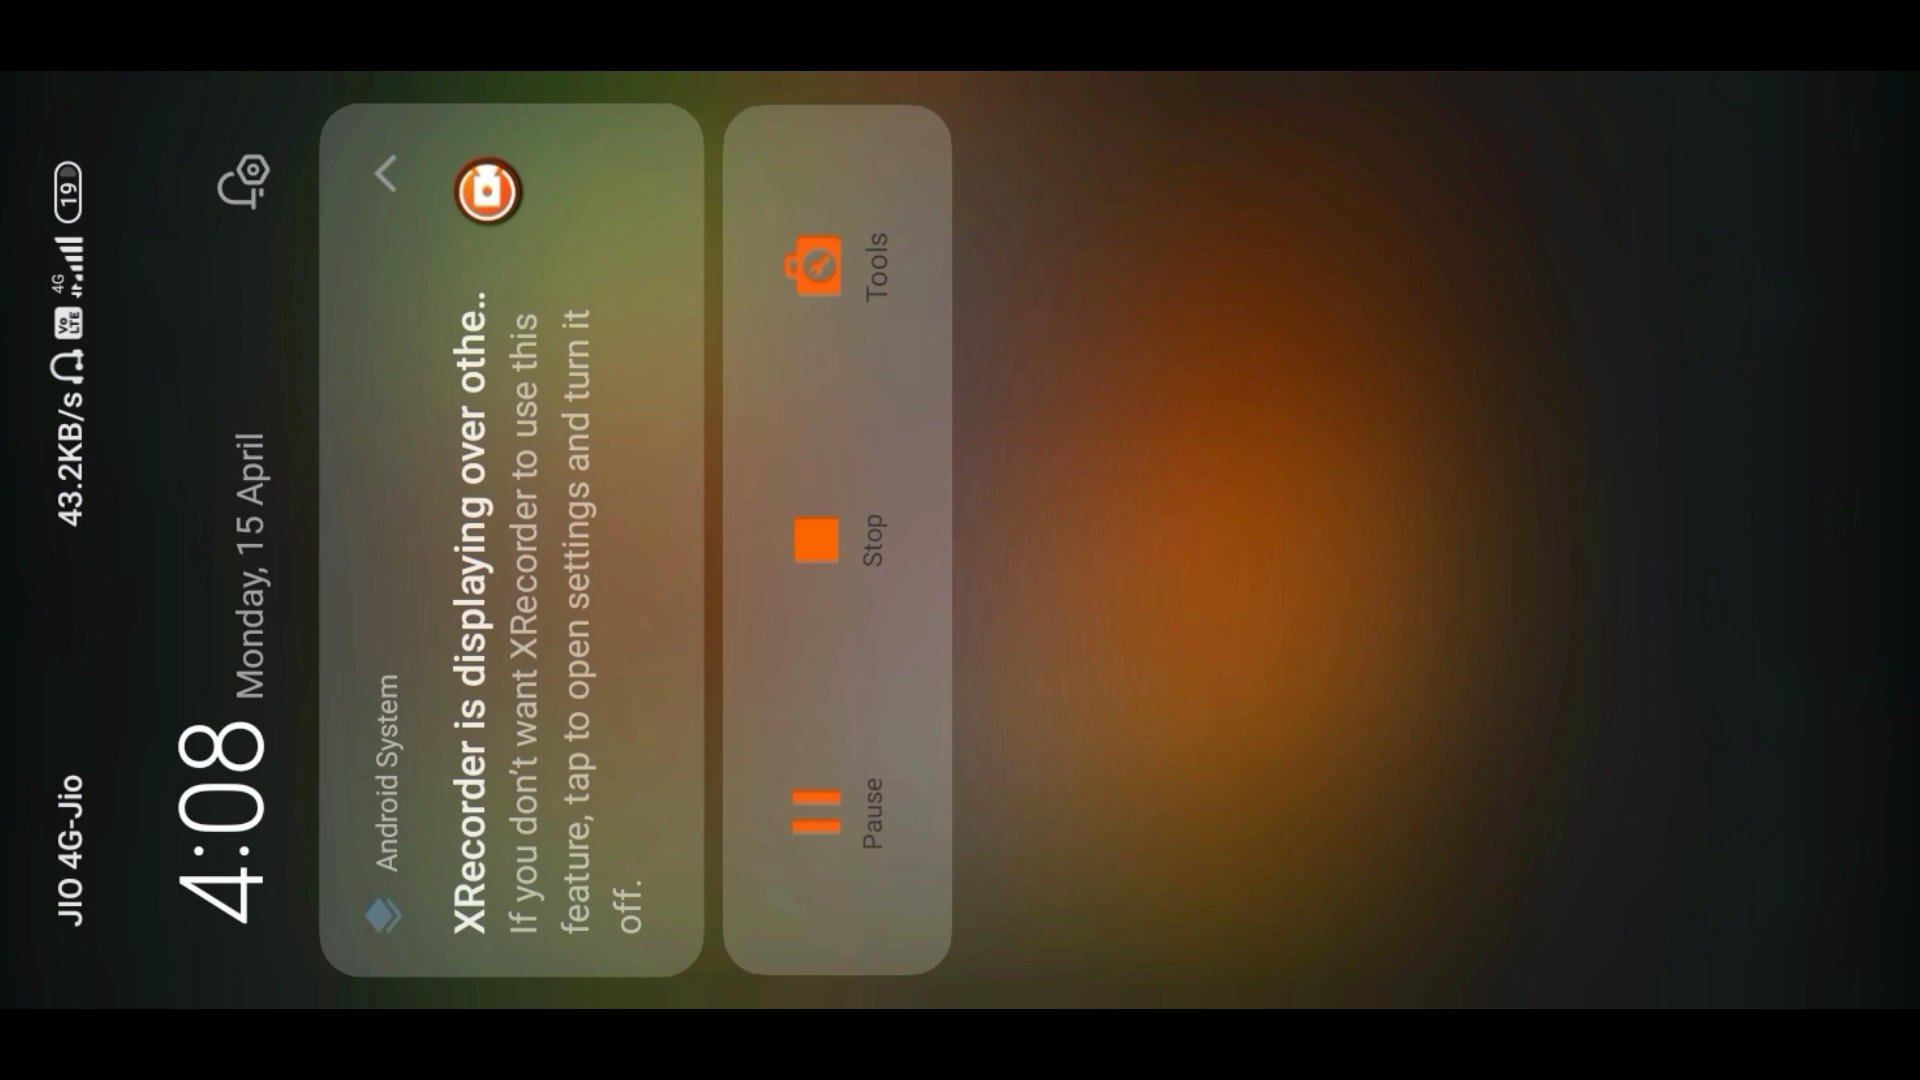 JIO 4G-Jio 43.2KB/s Vo LTE 4G 19
4:08 Monday, 15 April
Android System
XRecorder is displaying over othe..
If you don't want XRecorder to use this
feature, tap to open settings and turn it
off.
Pause Stop Tools